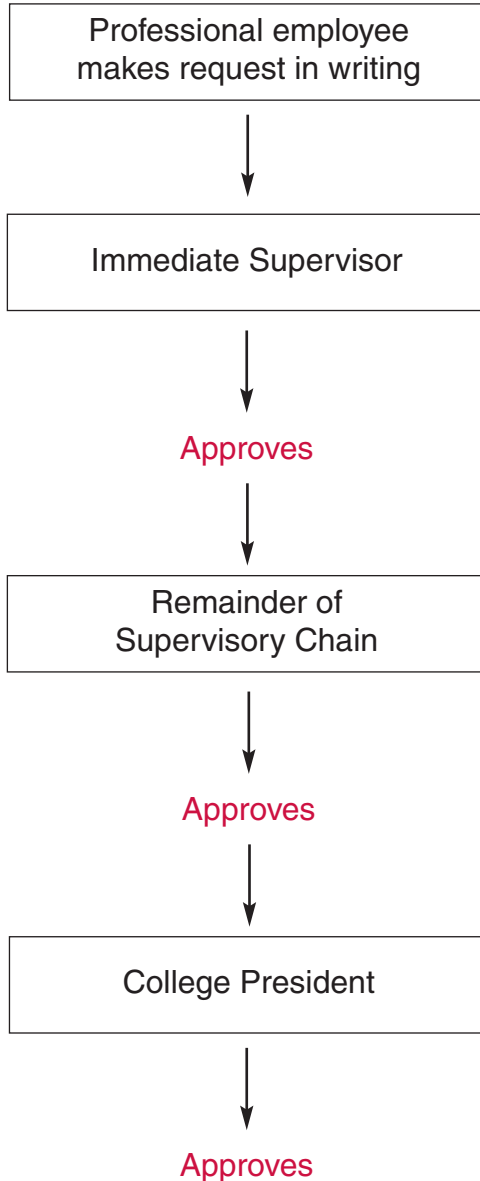 Professional employee
makes request in writing
Immediate Supervisor
Approves
Remainder of
Supervisory Chain
Approves
College President
Approves